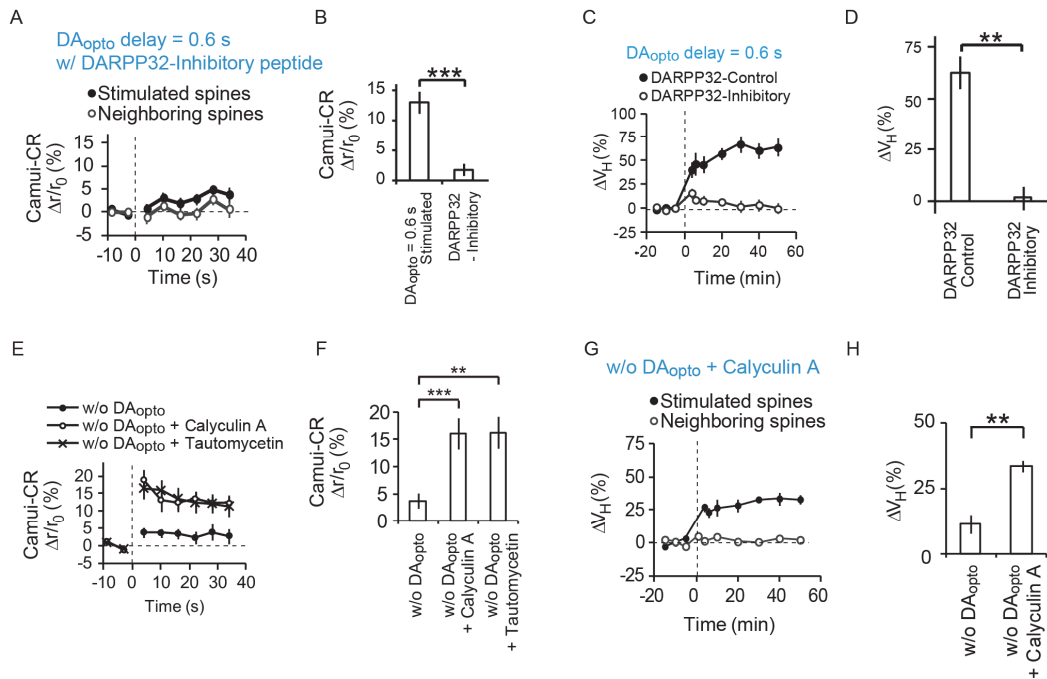 A
DAopto delay = 0.6 s
w/ DARPP32-Inhibitory peptide
Stimulated spines
Neighboring spines
Camui-CR
Δr/r0 (%)
15
10
5
0
-5
-10 0 10 20 30 40
Time (s)
B
***
Camui-CR
Δr/r0 (%)
15
10
5
0
DAopto = 0.6 s
Stimulated
DARPP32
- Inhibitory
C
DAopto delay = 0.6 s
DARPP32-Control
DARPP32-Inhibitory
ΔVH(%)
100
75
50
25
0
-25
-20 0 20 40 60
Time (min)
D
**
ΔVH(%)
75
50
25
0
DARPP32
Control
DARPP32
Inhibitory
E
w/o DAopto
w/o DAopto + Calyculin A
w/o DAopto + Tautomycetin
Camui-CR
Δr/r0 (%)
20
15
10
5
0
-5
-10 0 10 20 30 40
Time (s)
F
**
***
Camui-CR
Δr/r0 (%)
20
15
10
5
0
w/o DAopto
w/o DAopto
+ Calyculin A
w/o DAopto
+ Tautomycetin
G
w/o DAopto + Calyculin A
Stimulated spines
Neighboring spines
ΔVH(%)
75
50
25
0
-25
-20 0 20 40 60
Time (min)
H
**
ΔVH(%)
50
25
0
w/o DAopto
w/o DAopto
+ Calyculin A